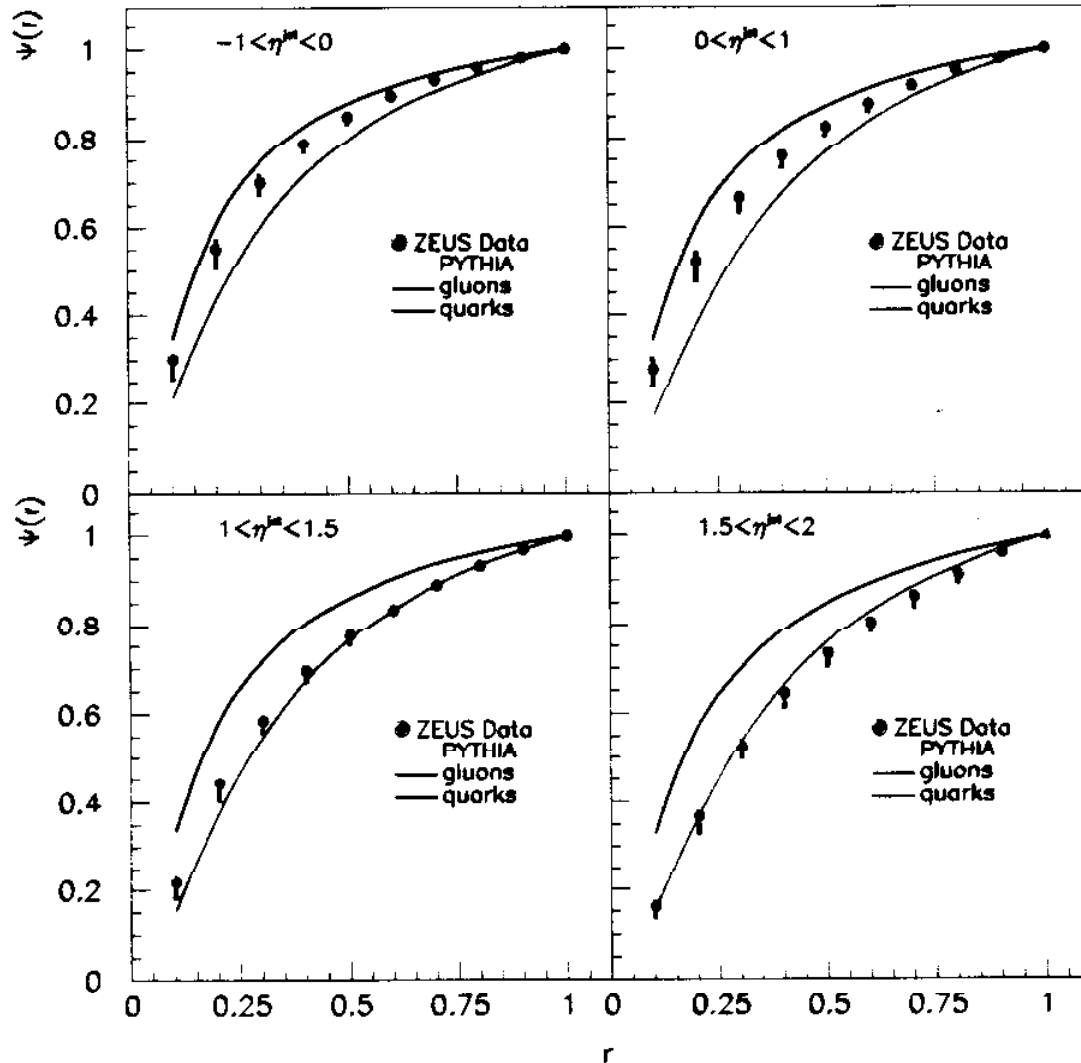 ψ(r)
1
0.8
0.6
0.4
0.2
0
−1<η^jet<0
ZEUS Data
PYTHIA
gluons
quarks
0<η^jet<1
ZEUS Data
PYTHIA
gluons
quarks
ψ(r)
1
0.8
0.6
0.4
0.2
0
1<η^jet<1.5
ZEUS Data
PYTHIA
gluons
quarks
1.5<η^jet<2
ZEUS Data
PYTHIA
gluons
quarks
0 0.25 0.5 0.75 1
0 0.25 0.5 0.75 1
r